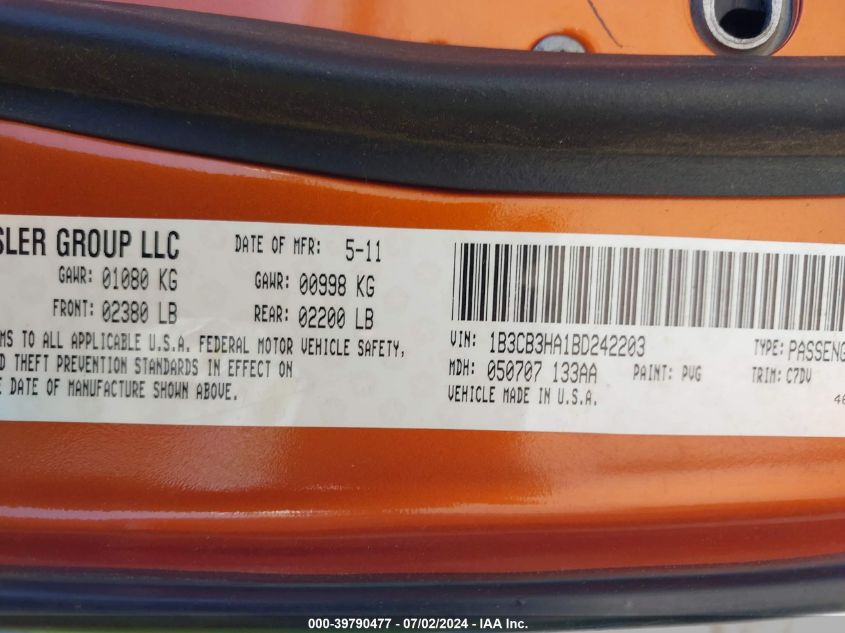 SLER GROUP LLC DATE OF MFR: 5-11
GAWR: 01080 KG GAWR: 00998 KG
FRONT: 02380 LB REAR: 02200 LB
MS TO ALL APPLICABLE U.S.A. FEDERAL MOTOR VEHICLE SAFETY,
D THEFT PREVENTION STANDARDS IN EFFECT ON
E DATE OF MANUFACTURE SHOWN ABOVE.
VIN: 1B3CB3HA1BD242203 TYPE: PASSENG
MDH: 050707 133AA PAINT: PVG TRIM: C7DV
VEHICLE MADE IN U.S.A. 46
000-39790477 - 07/02/2024 - IAA Inc.